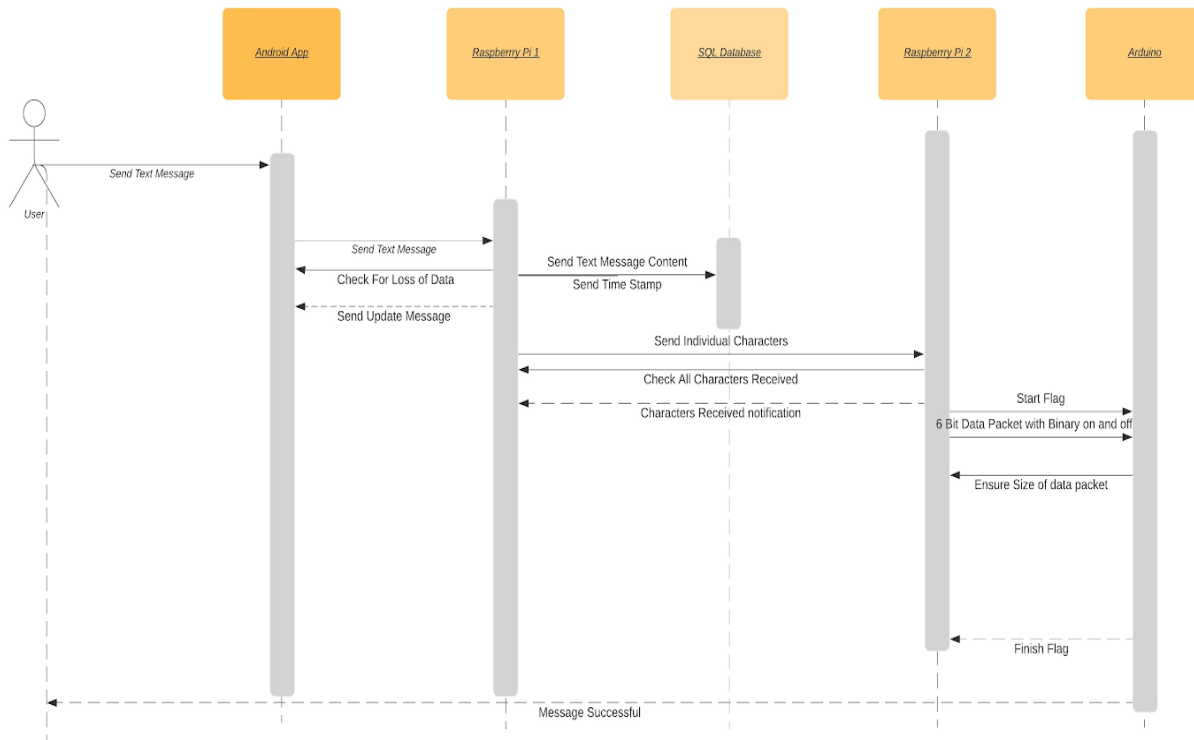 Android App
Raspberrry Pi 1
SQL Database
Raspberrry Pi 2
Arduino
Send Text Message
User
Send Text Message
Send Text Message Content
Check For Loss of Data
Send Time Stamp
Send Update Message
Send Individual Characters
Check All Characters Received
Characters Received notification
Start Flag
6 Bit Data Packet with Binary on and off
Ensure Size of data packet
Finish Flag
Message Successful